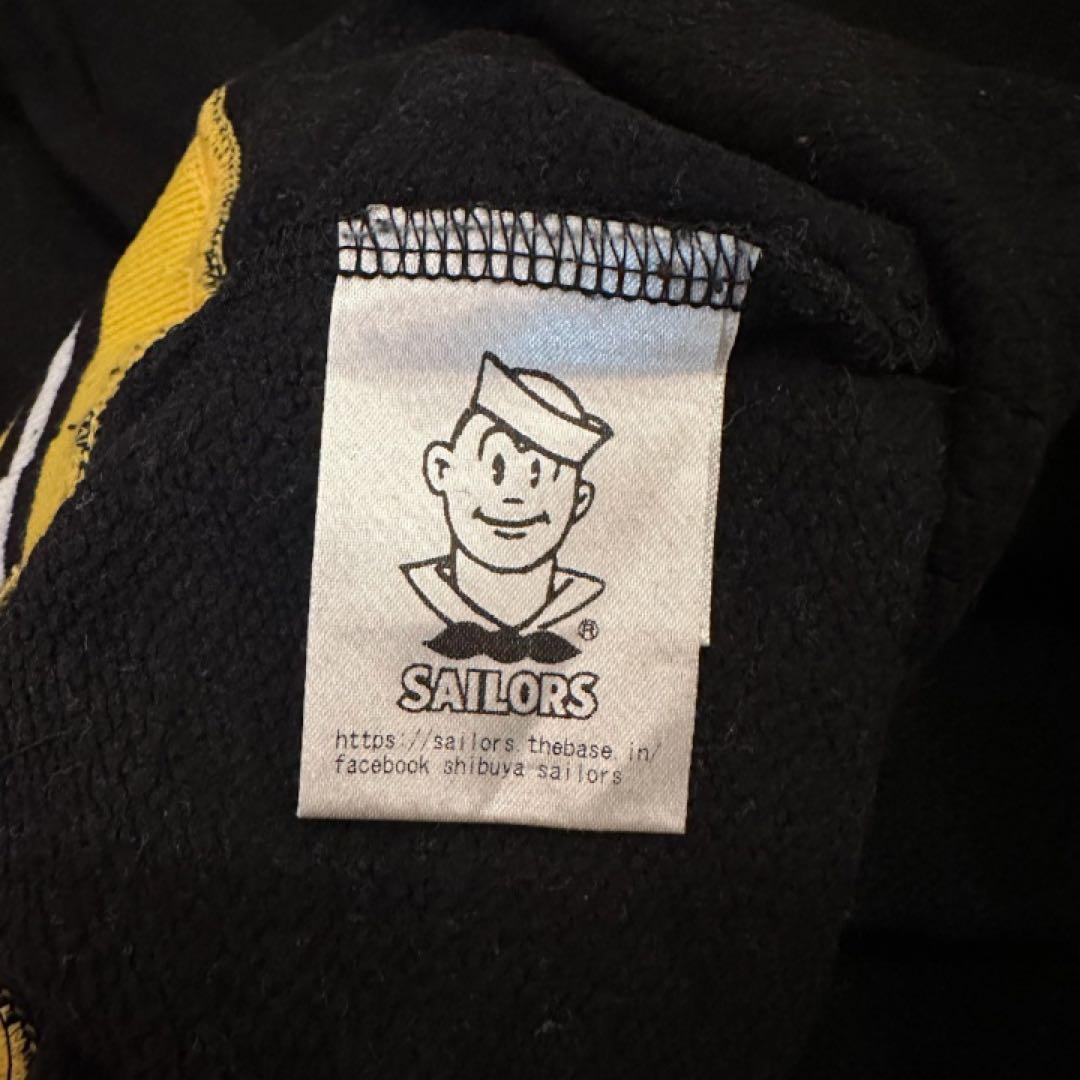 ®
SAILORS
https://sailors.thebase.in/
facebook shibuya sailors